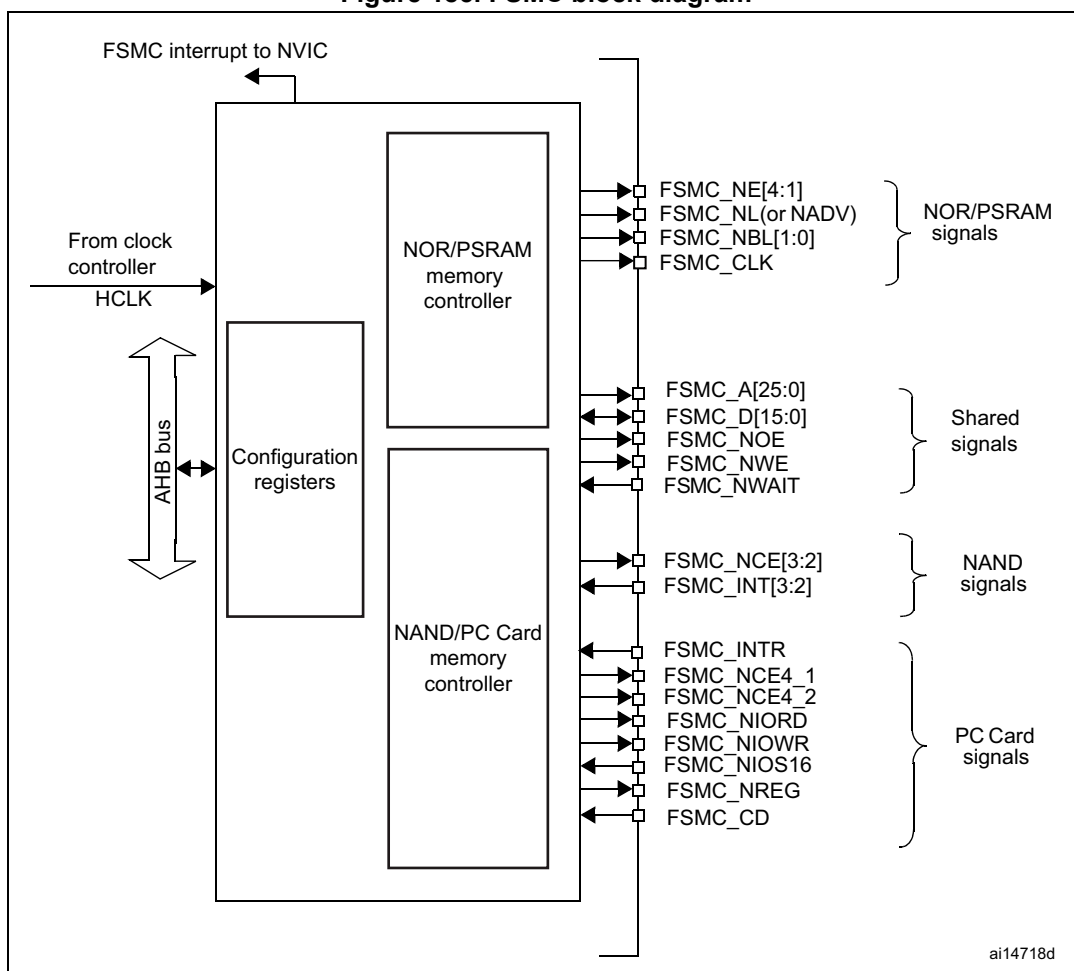 FSMC interrupt to NVIC
From clock
controller
HCLK
AHB bus
Configuration
registers
NOR/PSRAM
memory
controller
NAND/PC Card
memory
controller
FSMC_NE[4:1]
FSMC_NL(or NADV)
FSMC_NBL[1:0]
FSMC_CLK
NOR/PSRAM
signals
FSMC_A[25:0]
FSMC_D[15:0]
FSMC_NOE
FSMC_NWE
FSMC_NWAIT
Shared
signals
FSMC_NCE[3:2]
FSMC_INT[3:2]
NAND
signals
FSMC_INTR
FSMC_NCE4_1
FSMC_NCE4_2
FSMC_NIORD
FSMC_NIOWR
FSMC_NIOS16
FSMC_NREG
FSMC_CD
PC Card
signals
ai14718d